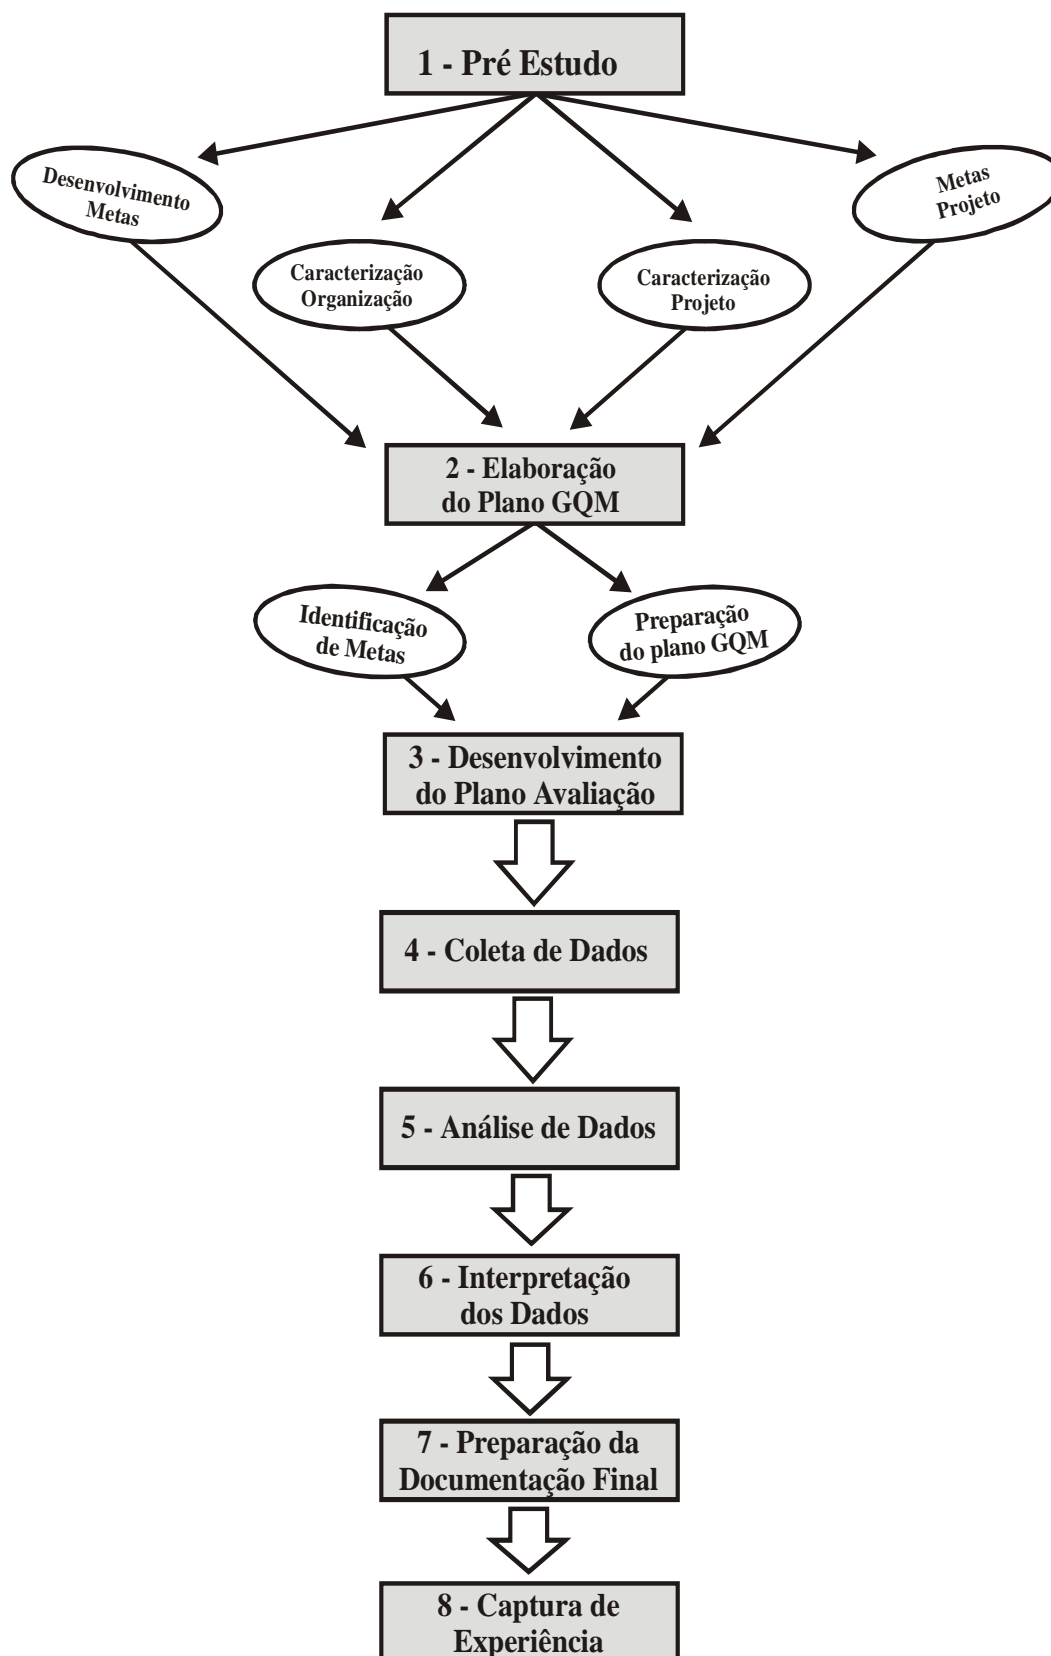 1 - Pré Estudo
Desenvolvimento
Metas
Metas
Projeto
Caracterização
Organização
Caracterização
Projeto
2 - Elaboração
do Plano GQM
Identificação
de Metas
Preparação
do plano GQM
3 - Desenvolvimento
do Plano Avaliação
4 - Coleta de Dados
5 - Análise de Dados
6 - Interpretação
dos Dados
7 - Preparação da
Documentação Final
8 - Captura de
Experiência